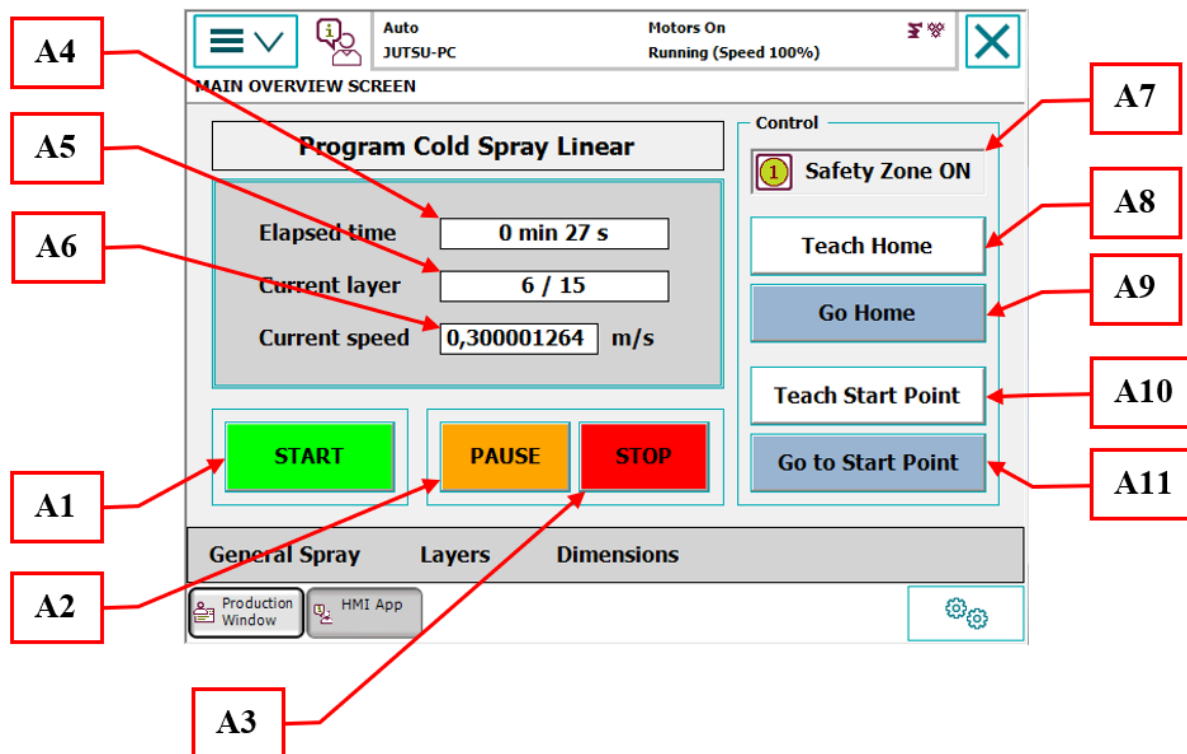 Auto
Motors On
JUTSU-PC
Running (Speed 100%)
MAIN OVERVIEW SCREEN
A4
A5
A6
A7
A8
A9
A10
A11
A1
A2
A3
Program Cold Spray Linear
Elapsed time 0 min 27 s
Current layer 6 / 15
Current speed 0,300001264 m/s
START
PAUSE
STOP
Control
1 Safety Zone ON
Teach Home
Go Home
Teach Start Point
Go to Start Point
General Spray Layers Dimensions
Production
Window
HMI App